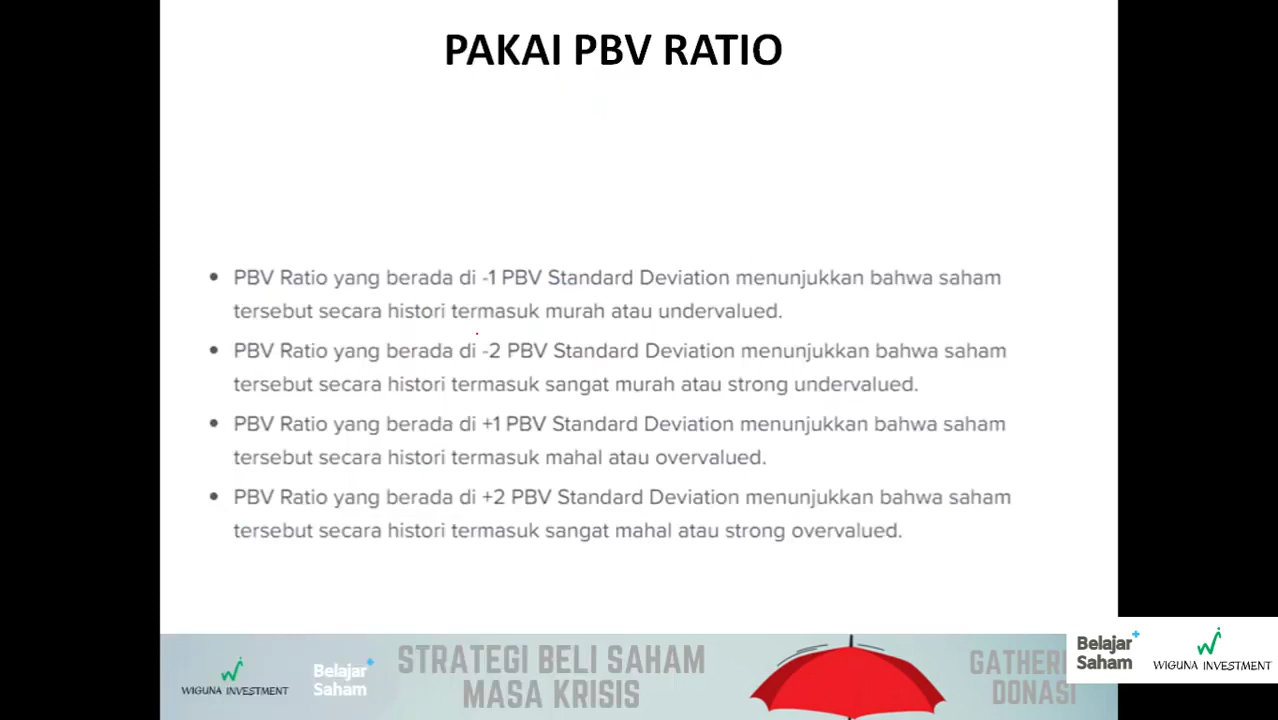 PAKAI PBV RATIO
• PBV Ratio yang berada di -1 PBV Standard Deviation menunjukkan bahwa saham
tersebut secara histori termasuk murah atau undervalued.
• PBV Ratio yang berada di -2 PBV Standard Deviation menunjukkan bahwa saham
tersebut secara histori termasuk sangat murah atau strong undervalued.
• PBV Ratio yang berada di +1 PBV Standard Deviation menunjukkan bahwa saham
tersebut secara histori termasuk mahal atau overvalued.
• PBV Ratio yang berada di +2 PBV Standard Deviation menunjukkan bahwa saham
tersebut secara histori termasuk sangat mahal atau strong overvalued.
WIGUNA INVESTMENT
Belajar+
Saham
STRATEGI BELI SAHAM
MASA KRISIS
DONASI
Belajar+
Saham
WIGUNA INVESTMENT